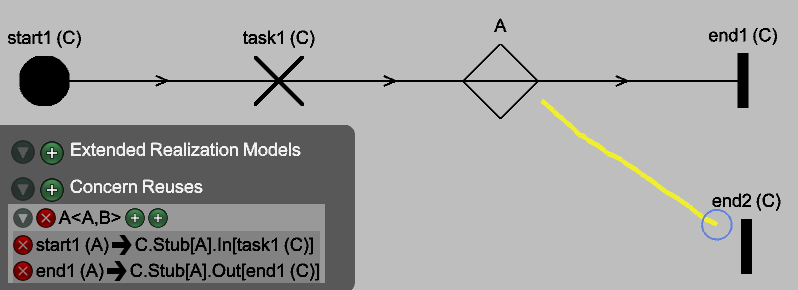 A
start1 (C)
task1 (C)
end1 (C)
Extended Realization Models
Concern Reuses
A<A,B>
start1 (A)➔C.Stub[A].In[task1 (C)]
end1 (A)➔C.Stub[A].Out[end1 (C)]
end2 (C)